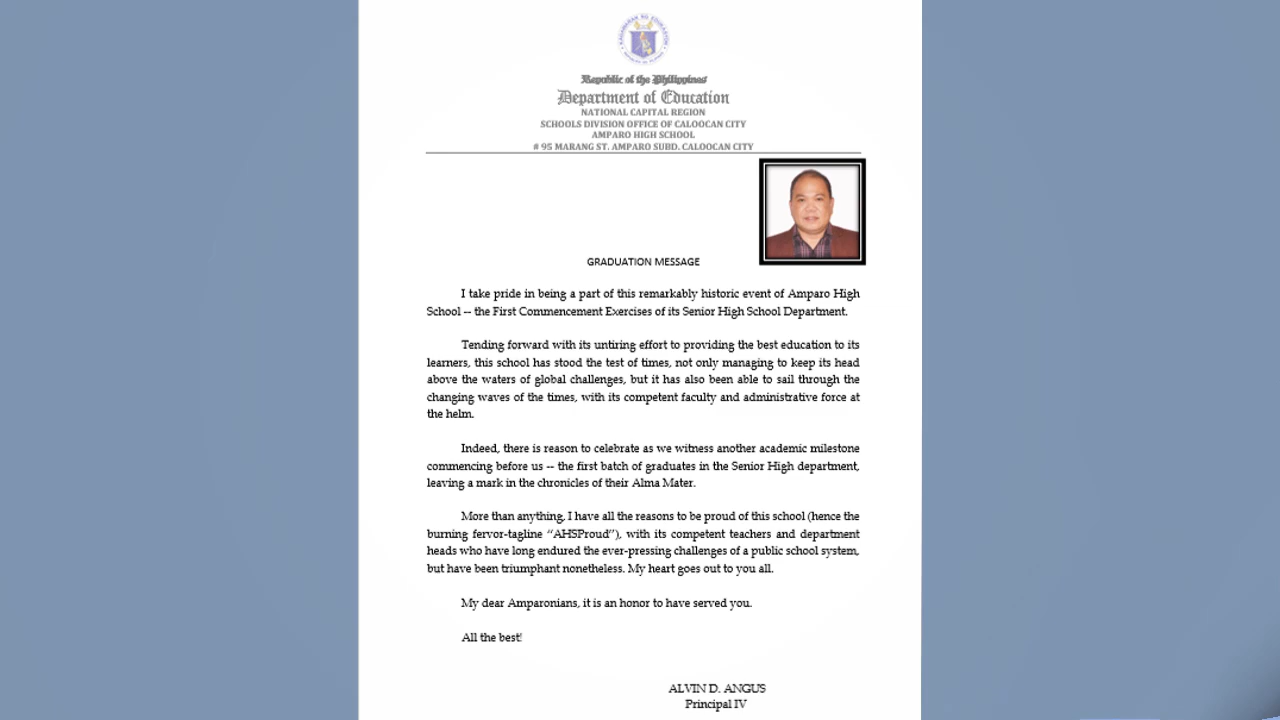 Republic of the Philippines
Department of Education
NATIONAL CAPITAL REGION
SCHOOLS DIVISION OFFICE OF CALOOCAN CITY
AMPARO HIGH SCHOOL
# 95 MARANG ST. AMPARO SUBD. CALOOCAN CITY
GRADUATION MESSAGE
I take pride in being a part of this remarkably historic event of Amparo High
School -- the First Commencement Exercises of its Senior High School Department.
Tending forward with its untiring effort to providing the best education to its
learners, this school has stood the test of times, not only managing to keep its head
above the waters of global challenges, but it has also been able to sail through the
changing waves of the times, with its competent faculty and administrative force at
the helm.
Indeed, there is reason to celebrate as we witness another academic milestone
commencing before us -- the first batch of graduates in the Senior High department,
leaving a mark in the chronicles of their Alma Mater.
More than anything, I have all the reasons to be proud of this school (hence the
burning fervor-tagline “AHSProud”), with its competent teachers and department
heads who have long endured the ever-pressing challenges of a public school system,
but have been triumphant nonetheless. My heart goes out to you all.
My dear Amparonians, it is an honor to have served you.
All the best!
ALVIN D. ANGUS
Principal IV